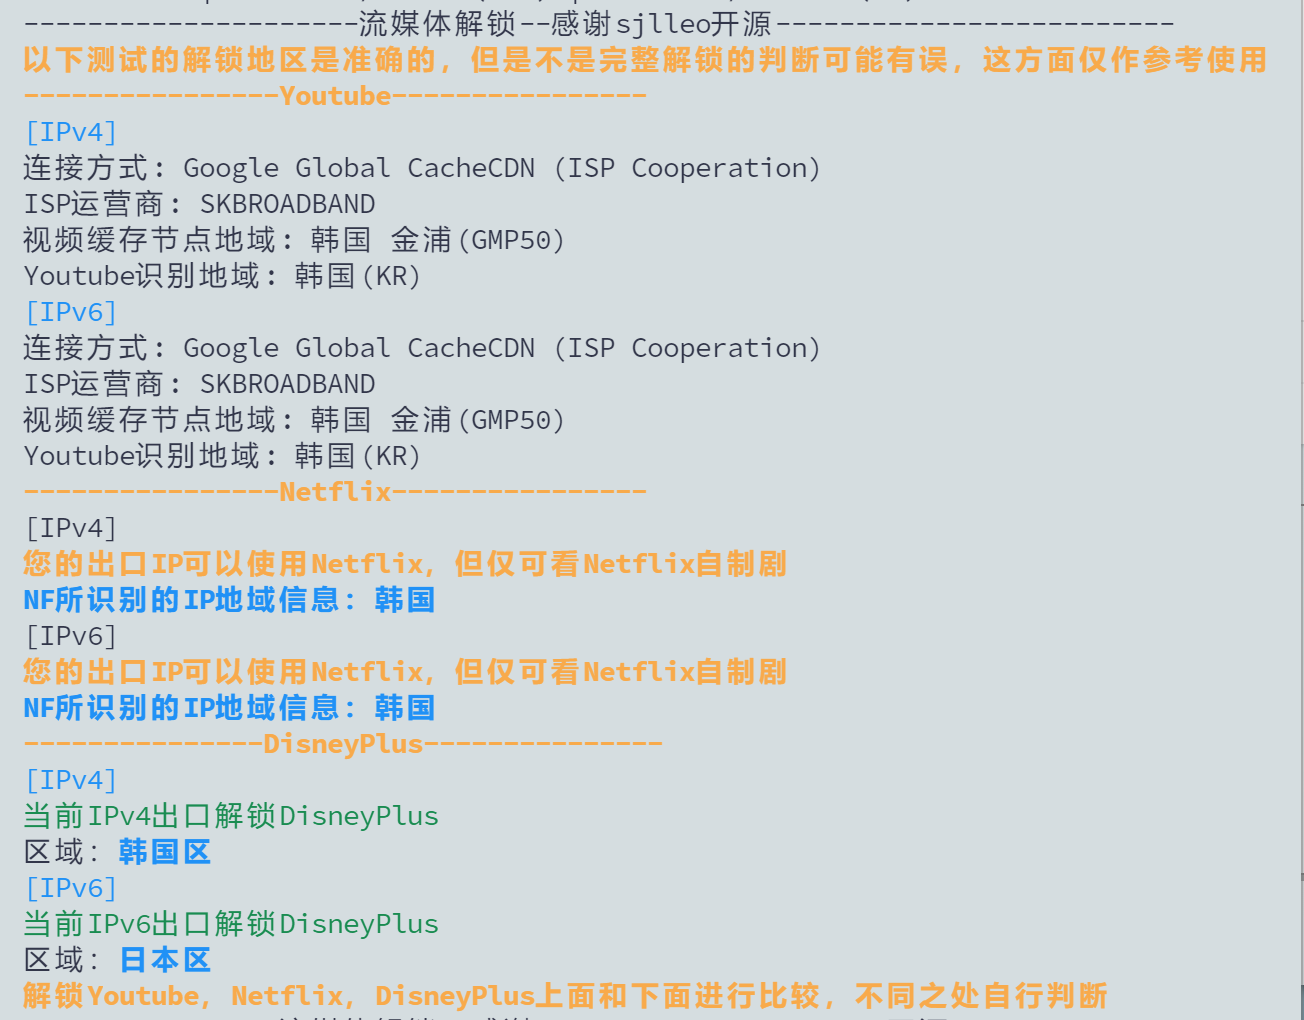 ---------------------流媒体解锁--感谢sjlleo开源-------------------------
以下测试的解锁地区是准确的，但是不是完整解锁的判断可能有误，这方面仅作参考使用
----------------Youtube----------------
[IPv4]
连接方式: Google Global CacheCDN (ISP Cooperation)
ISP运营商: SKBROADBAND
视频缓存节点地域: 韩国 金浦(GMP50)
Youtube识别地域: 韩国(KR)
[IPv6]
连接方式: Google Global CacheCDN (ISP Cooperation)
ISP运营商: SKBROADBAND
视频缓存节点地域: 韩国 金浦(GMP50)
Youtube识别地域: 韩国(KR)
----------------Netflix----------------
[IPv4]
您的出口IP可以使用Netflix，但仅可看Netflix自制剧
NF所识别的IP地域信息：韩国
[IPv6]
您的出口IP可以使用Netflix，但仅可看Netflix自制剧
NF所识别的IP地域信息：韩国
---------------DisneyPlus---------------
[IPv4]
当前IPv4出口解锁DisneyPlus
区域：韩国区
[IPv6]
当前IPv6出口解锁DisneyPlus
区域：日本区
解锁Youtube，Netflix，DisneyPlus上面和下面进行比较，不同之处自行判断